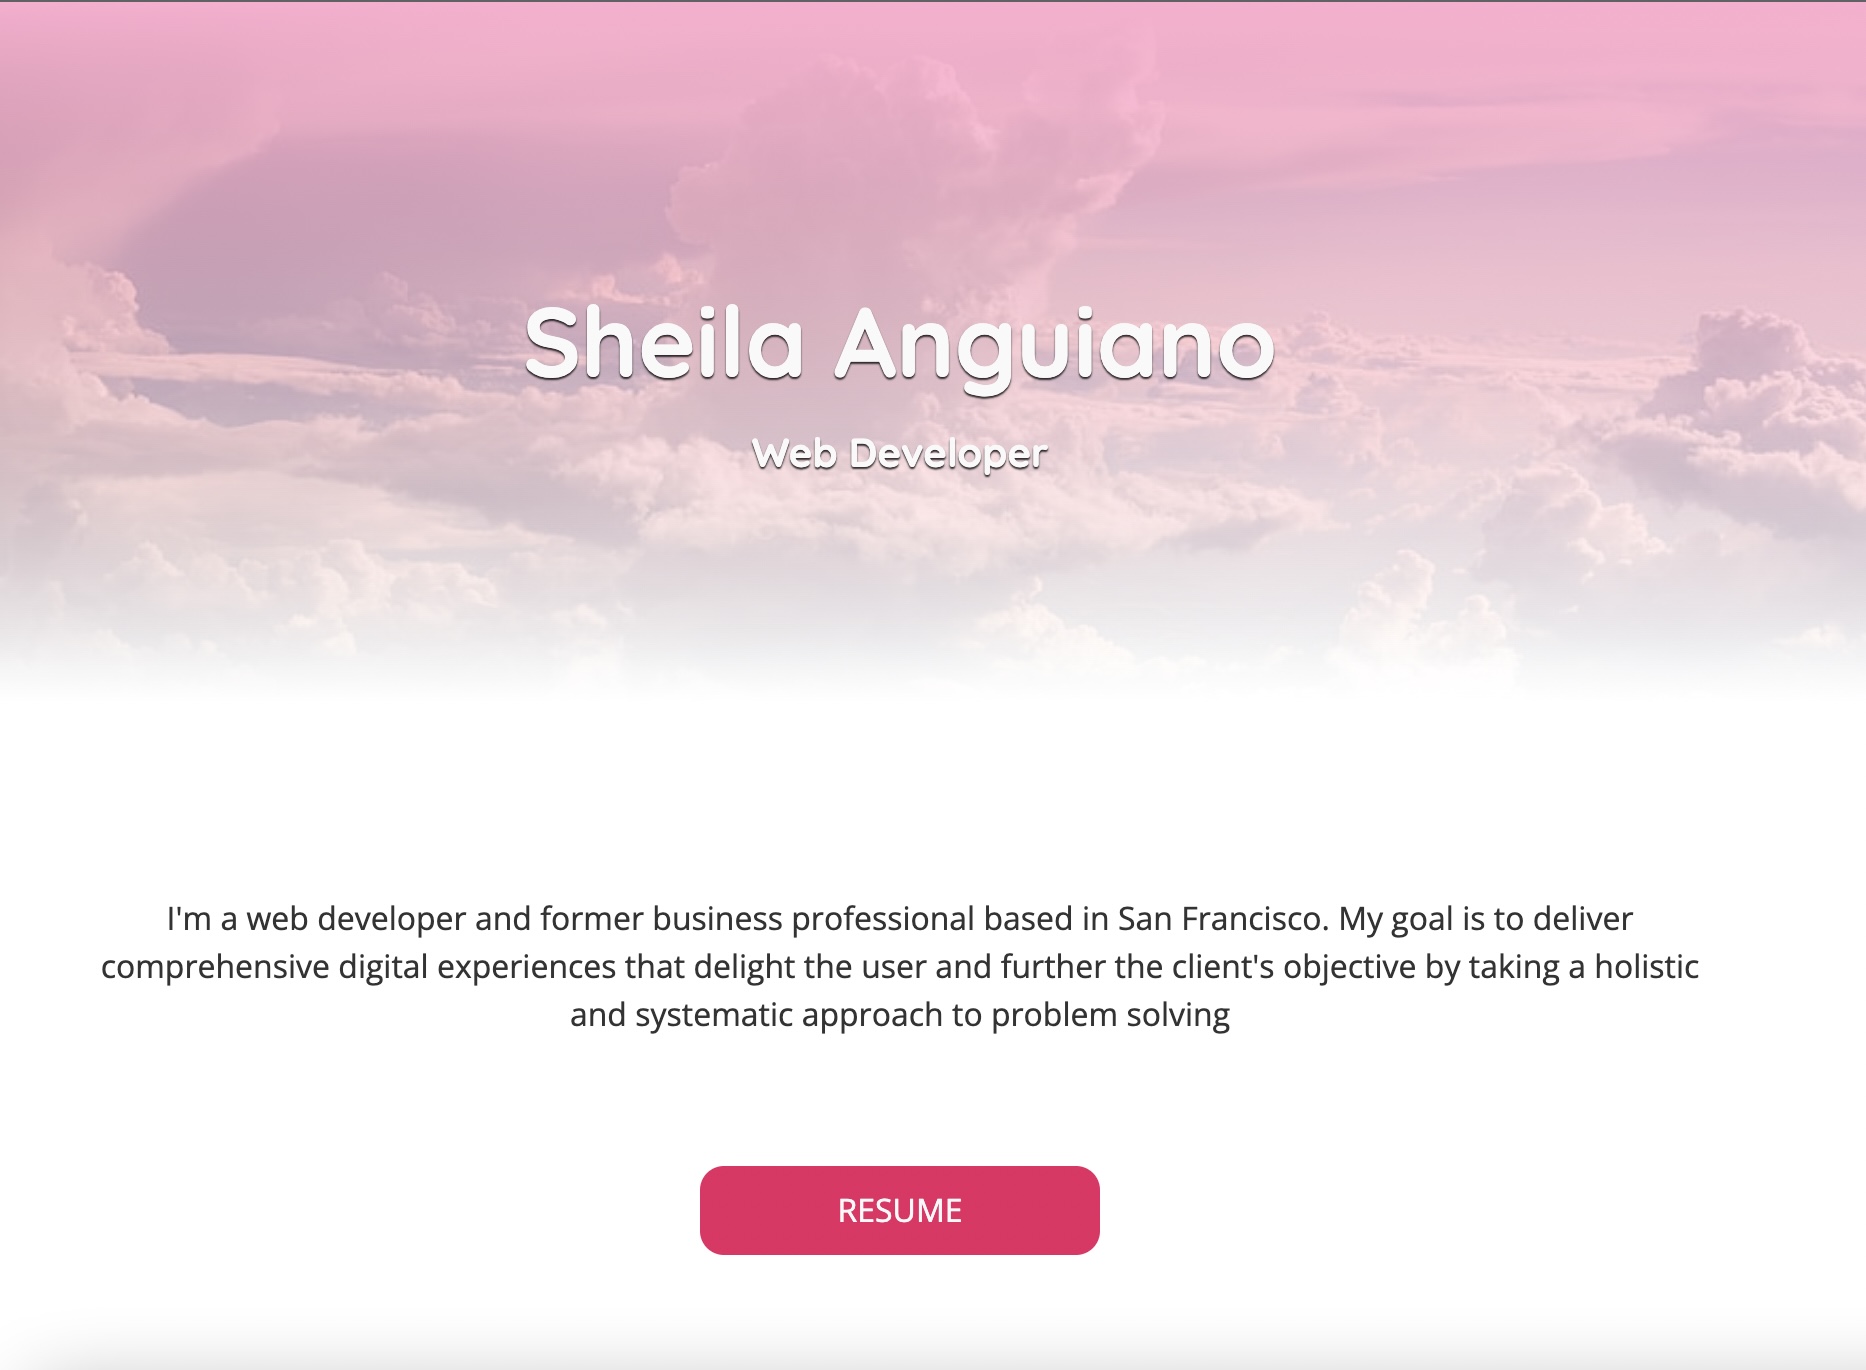 Sheila Anguiano
Web Developer
I'm a web developer and former business professional based in San Francisco. My goal is to deliver
comprehensive digital experiences that delight the user and further the client's objective by taking a holistic
and systematic approach to problem solving
RESUME